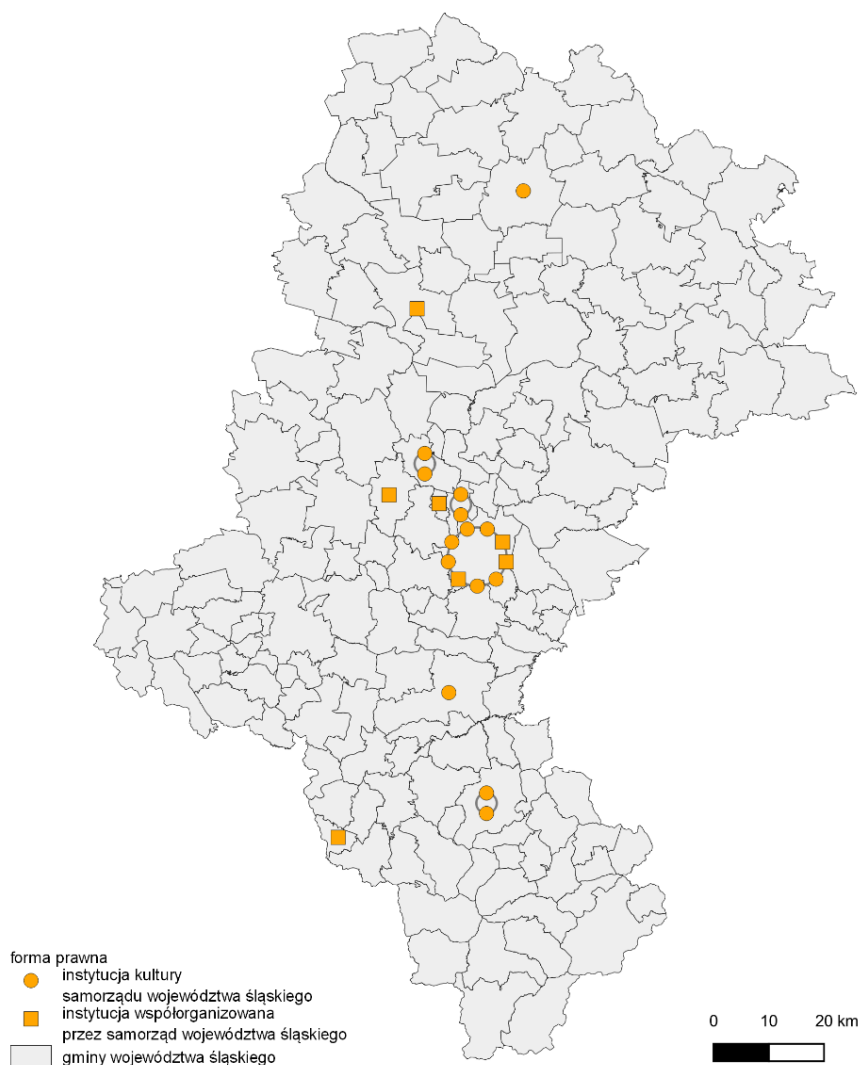 forma prawna
instytucja kultury
samorządu województwa śląskiego
instytucja współorganizowana
przez samorząd województwa śląskiego
gminy województwa śląskiego
0 10 20 km